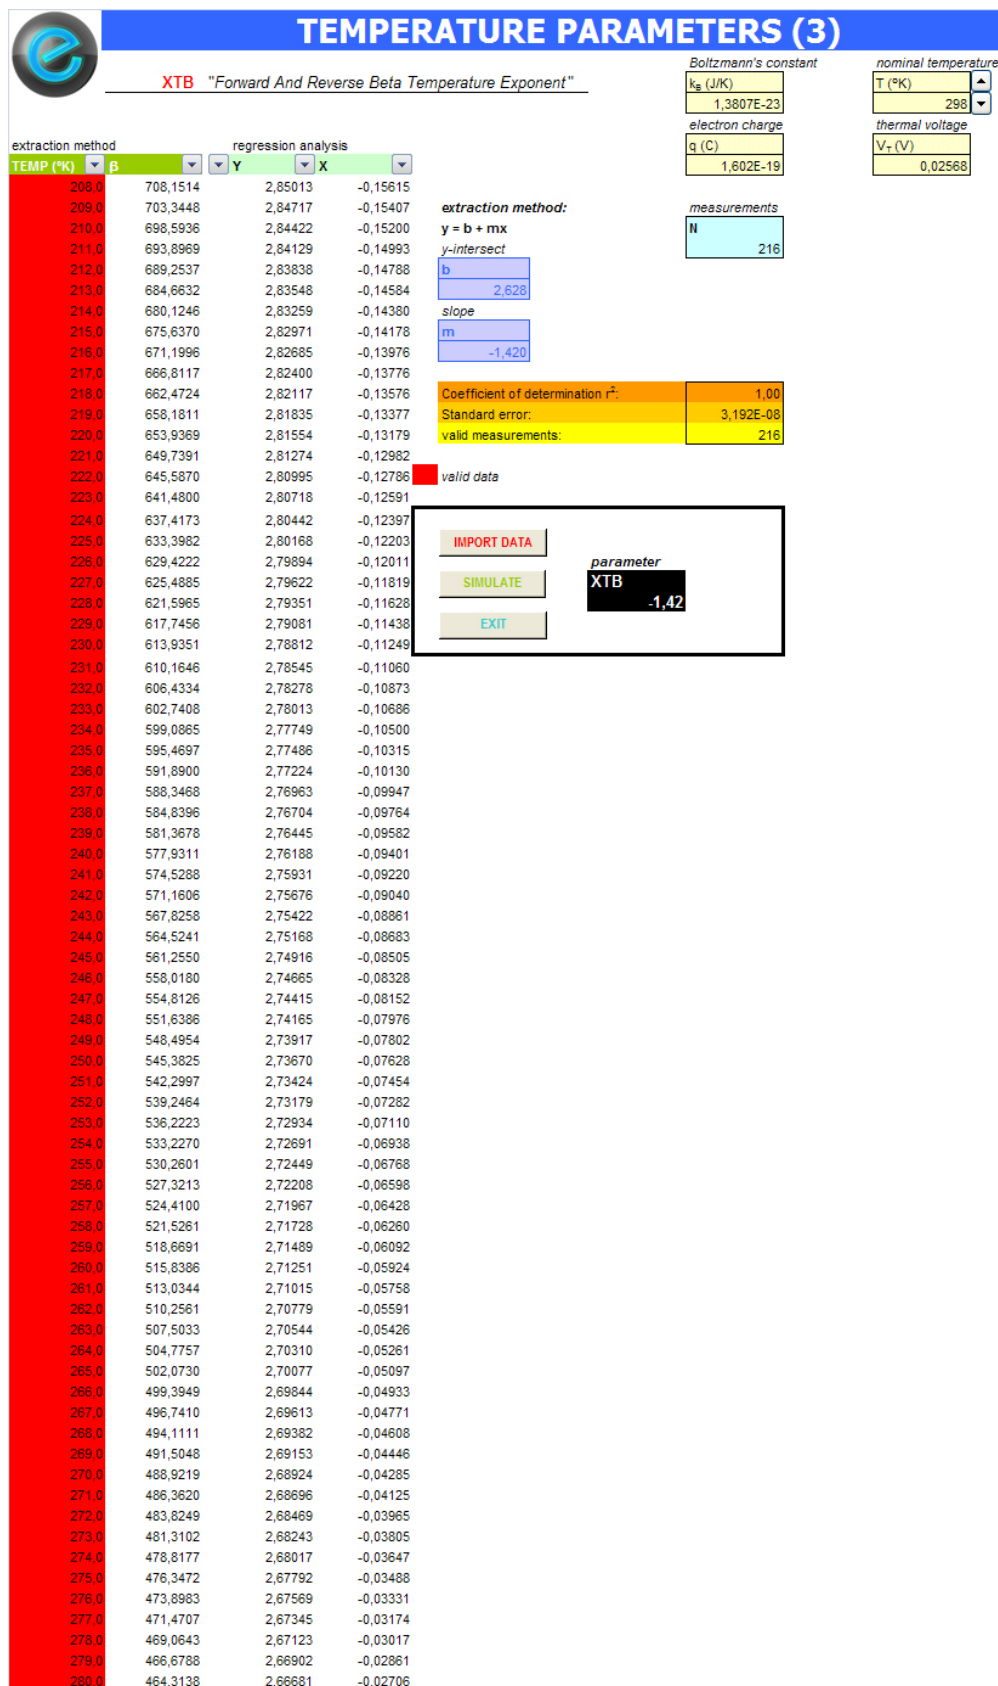 TEMPERATURE PARAMETERS (3)
XTB "Forward And Reverse Beta Temperature Exponent"
Boltzmann's constant nominal temperature
kB (J/K) T (ºK)
1,3807E-23 298
electron charge thermal voltage
q (C) VT (V)
1,602E-19 0,02568
extraction method regression analysis
TEMP (ºK) β Y X
208,0 708,1514 2,85013 -0,15615
209,0 703,3448 2,84717 -0,15407 extraction method: measurements
210,0 698,5936 2,84422 -0,15200 y = b + mx N
211,0 693,8969 2,84129 -0,14993 y-intersect 216
212,0 689,2537 2,83838 -0,14788 b
213,0 684,6632 2,83548 -0,14584 2,628
214,0 680,1246 2,83259 -0,14380 slope
215,0 675,6370 2,82971 -0,14178 m
216,0 671,1996 2,82685 -0,13976 -1,420
217,0 666,8117 2,82400 -0,13776
218,0 662,4724 2,82117 -0,13576 Coefficient of determination r²: 1,00
219,0 658,1811 2,81835 -0,13377 Standard error: 3,192E-08
220,0 653,9369 2,81554 -0,13179 valid measurements: 216
221,0 649,7391 2,81274 -0,12982
222,0 645,5870 2,80995 -0,12786 valid data
223,0 641,4800 2,80718 -0,12591
224,0 637,4173 2,80442 -0,12397
225,0 633,3982 2,80168 -0,12203 IMPORT DATA
226,0 629,4222 2,79894 -0,12011 parameter
227,0 625,4885 2,79622 -0,11819 SIMULATE XTB
228,0 621,5965 2,79351 -0,11628 -1,42
229,0 617,7456 2,79081 -0,11438 EXIT
230,0 613,9351 2,78812 -0,11249
231,0 610,1646 2,78545 -0,11060
232,0 606,4334 2,78278 -0,10873
233,0 602,7408 2,78013 -0,10686
234,0 599,0865 2,77749 -0,10500
235,0 595,4697 2,77486 -0,10315
236,0 591,8900 2,77224 -0,10130
237,0 588,3468 2,76963 -0,09947
238,0 584,8396 2,76704 -0,09764
239,0 581,3678 2,76445 -0,09582
240,0 577,9311 2,76188 -0,09401
241,0 574,5288 2,75931 -0,09220
242,0 571,1606 2,75676 -0,09040
243,0 567,8258 2,75422 -0,08861
244,0 564,5241 2,75168 -0,08683
245,0 561,2550 2,74916 -0,08505
246,0 558,0180 2,74665 -0,08328
247,0 554,8126 2,74415 -0,08152
248,0 551,6386 2,74165 -0,07976
249,0 548,4954 2,73917 -0,07802
250,0 545,3825 2,73670 -0,07628
251,0 542,2997 2,73424 -0,07454
252,0 539,2464 2,73179 -0,07282
253,0 536,2223 2,72934 -0,07110
254,0 533,2270 2,72691 -0,06938
255,0 530,2601 2,72449 -0,06768
256,0 527,3213 2,72208 -0,06598
257,0 524,4100 2,71967 -0,06428
258,0 521,5261 2,71728 -0,06260
259,0 518,6691 2,71489 -0,06092
260,0 515,8386 2,71251 -0,05924
261,0 513,0344 2,71015 -0,05758
262,0 510,2561 2,70779 -0,05591
263,0 507,5033 2,70544 -0,05426
264,0 504,7757 2,70310 -0,05261
265,0 502,0730 2,70077 -0,05097
266,0 499,3949 2,69844 -0,04933
267,0 496,7410 2,69613 -0,04771
268,0 494,1111 2,69382 -0,04608
269,0 491,5048 2,69153 -0,04446
270,0 488,9219 2,68924 -0,04285
271,0 486,3620 2,68696 -0,04125
272,0 483,8249 2,68469 -0,03965
273,0 481,3102 2,68243 -0,03805
274,0 478,8177 2,68017 -0,03647
275,0 476,3472 2,67792 -0,03488
276,0 473,8983 2,67569 -0,03331
277,0 471,4707 2,67345 -0,03174
278,0 469,0643 2,67123 -0,03017
279,0 466,6788 2,66902 -0,02861
280,0 464,3138 2,66681 -0,02706